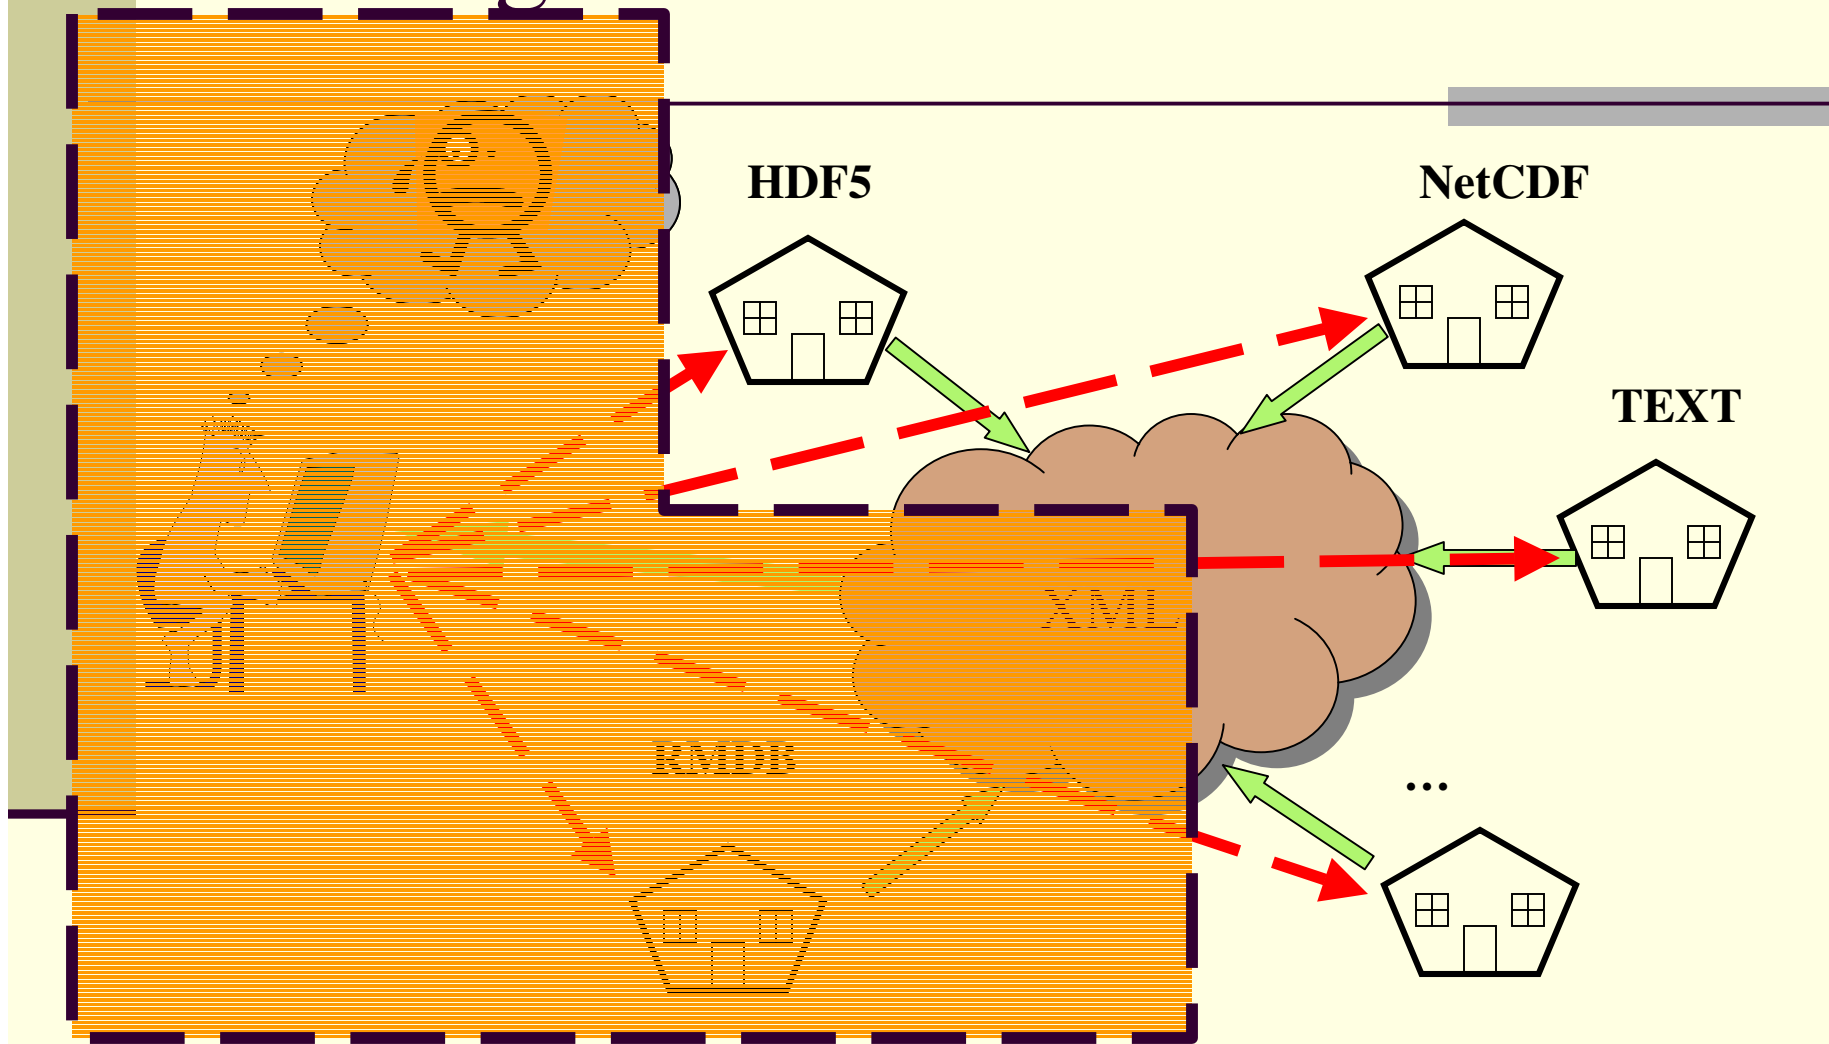 HDF5
NetCDF
TEXT
XML
RMDB
...